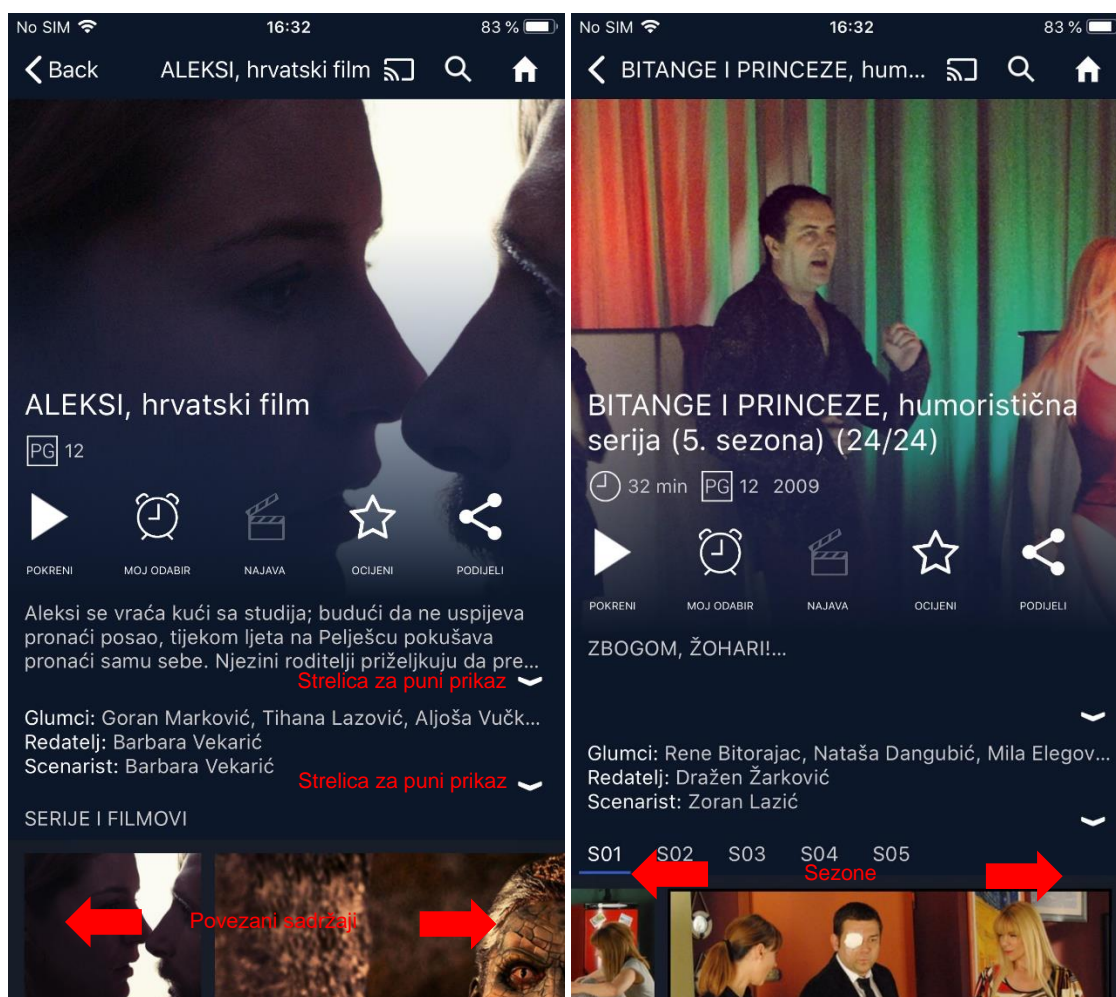 No SIM 16:32 83 %
Back ALEKSI, hrvatski film
ALEKSI, hrvatski film
PG 12
POKRENI MOJ ODABIR NAJAVA OCIJENI PODIJELI
Aleksi se vraća kući sa studija; budući da ne uspijeva
pronaći posao, tijekom ljeta na Pelješcu pokušava
pronaći samu sebe. Njezini roditelji priželjkuju da pre...
Strelica za puni prikaz
Glumci: Goran Marković, Tihana Lazović, Aljoša Vučk...
Redatelj: Barbara Vekarić
Scenarist: Barbara Vekarić
Strelica za puni prikaz
SERIJE I FILMOVI
Povezani sadržaji
No SIM 16:32 83 %
BITANGE I PRINCEZE, hum...
BITANGE I PRINCEZE, humoristična
serija (5. sezona) (24/24)
32 min PG 12 2009
POKRENI MOJ ODABIR NAJAVA OCIJENI PODIJELI
ZBOGOM, ŽOHARI!...
Glumci: Rene Bitorajac, Nataša Dangubić, Mila Elegov...
Redatelj: Dražen Žarković
Scenarist: Zoran Lazić
S01 S02 S03 S04 S05
Sezone